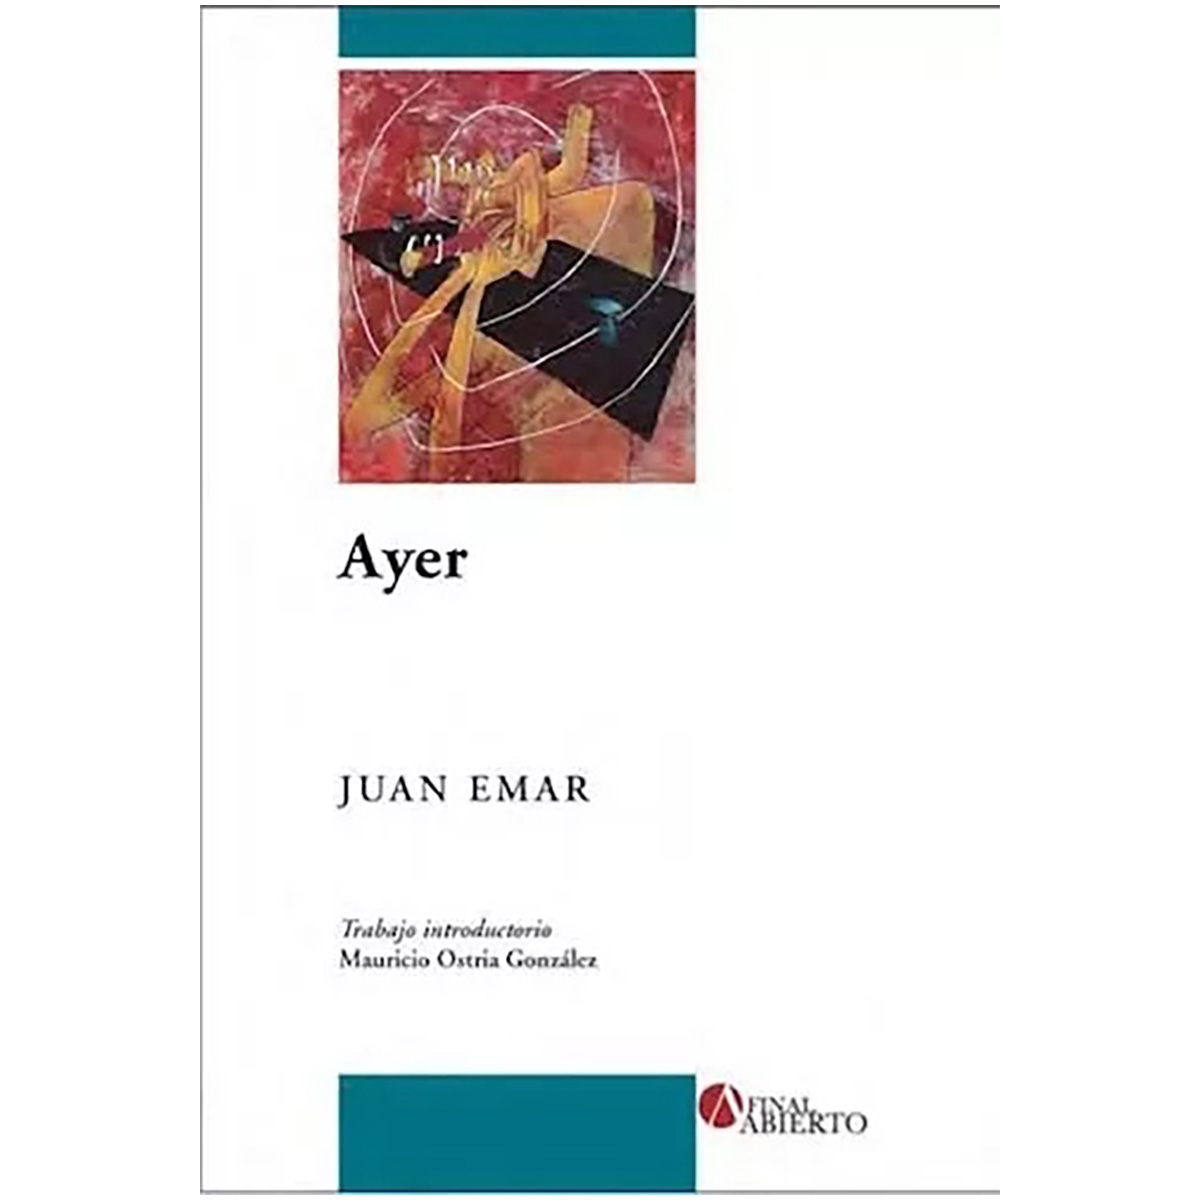 Ayer
JUAN EMAR
Trabajo introductorio
Mauricio Ostria González
A FINAL
ABIERTO